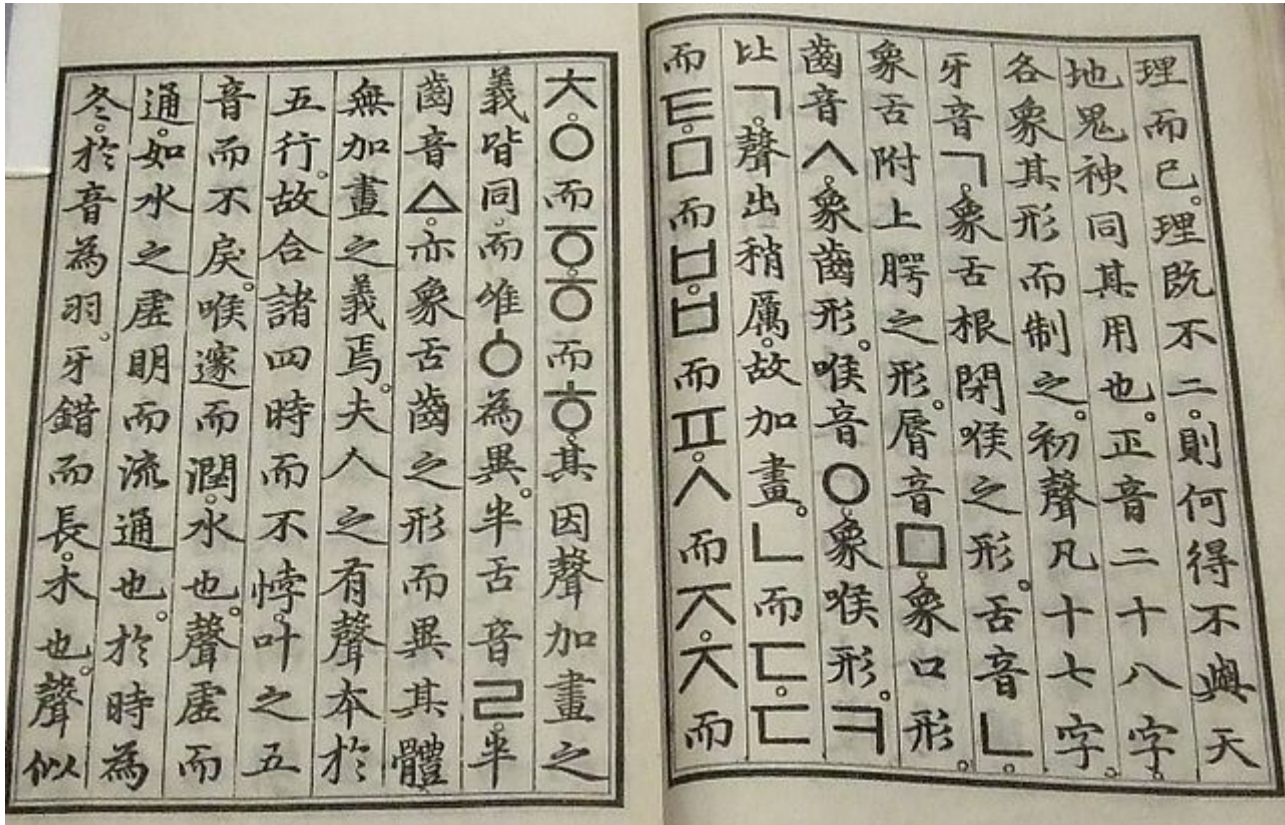 理而已。理既不二。則何得不與天
地鬼神同其用也。正音二十八字。
各象其形而制之。初聲凡十七字。
牙音ㄱ。象舌根閉喉之形。舌音ㄴ。
象舌附上腭之形。脣音ㅁ。象口形。
齒音ㅅ。象齒形。喉音ㅇ。象喉形。ㅋ
比ㄱ。聲出稍厲。故加畫。ㄴ而ㄷ。ㄷ
而ㅌ。ㅁ而ㅂ。ㅂ而ㅍ。ㅅ而ㅈ。ㅈ而
ㅊ。ㅇ而ㆆ。ㆆ而ㅎ。其因聲加畫之
義皆同。而唯ㆁ為異。半舌音ㄹ。半
齒音ㅿ。亦象舌齒之形而異其體。
無加畫之義焉。夫人之有聲本於
五行。故合諸四時而不悖。叶之五
音而不戾。喉邃而潤。水也。聲虛而
通。如水之虛明而流通也。於時為
冬。於音為羽。牙錯而長。木也。聲似